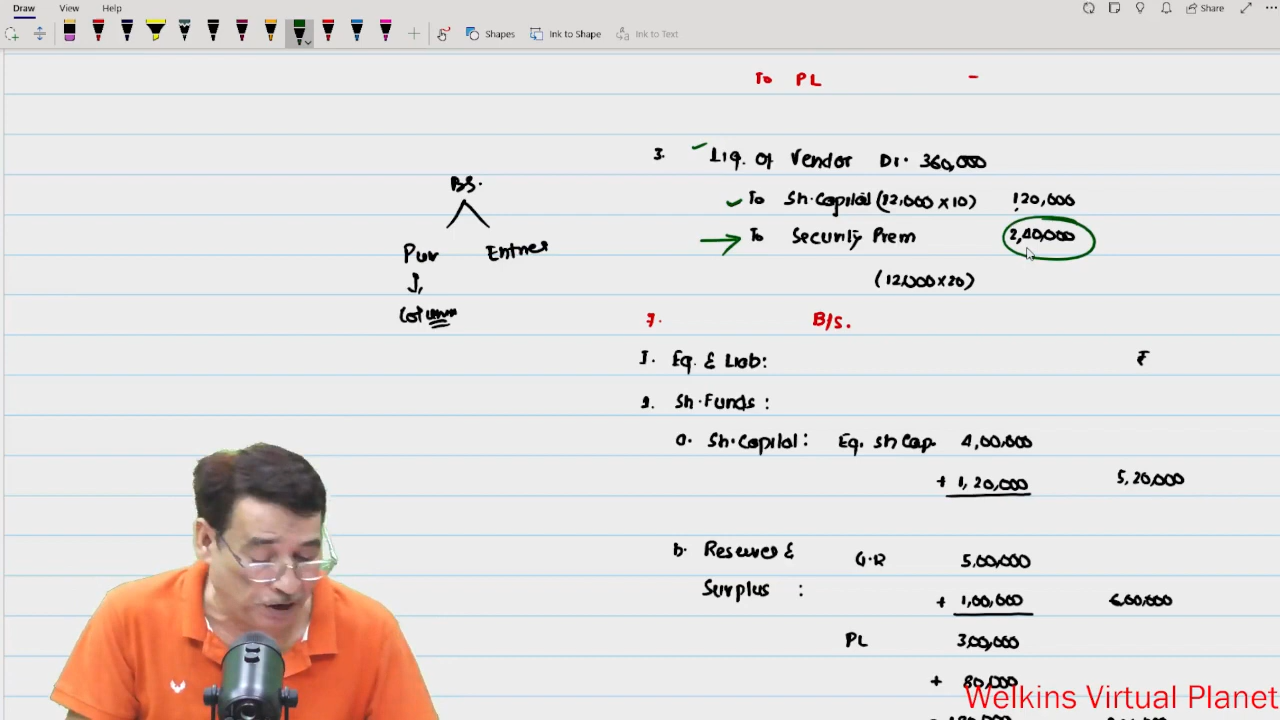 Draw View Share
Shapes Ink to Shape Ink to Text
To PL -
3. Liq. of Vendor Dr. 360,000
To Sh.Capital (12,000 x 10) 120,000
To Security Prem 2,40,000
(12,000 x 20)
B/S.
Pur Entries
J,
Column
7. B/S.
I. Eq. & Liab: ₹
1. Sh.Funds :
a. Sh.Capital : Eq. Sh Cap. 4,00,000
+ 1,20,000 5,20,000
b. Reserves & G.R 5,00,000
Surplus : + 1,00,000 6,00,000
PL 3,00,000
+ 80,000
Welkins Virtual Planet